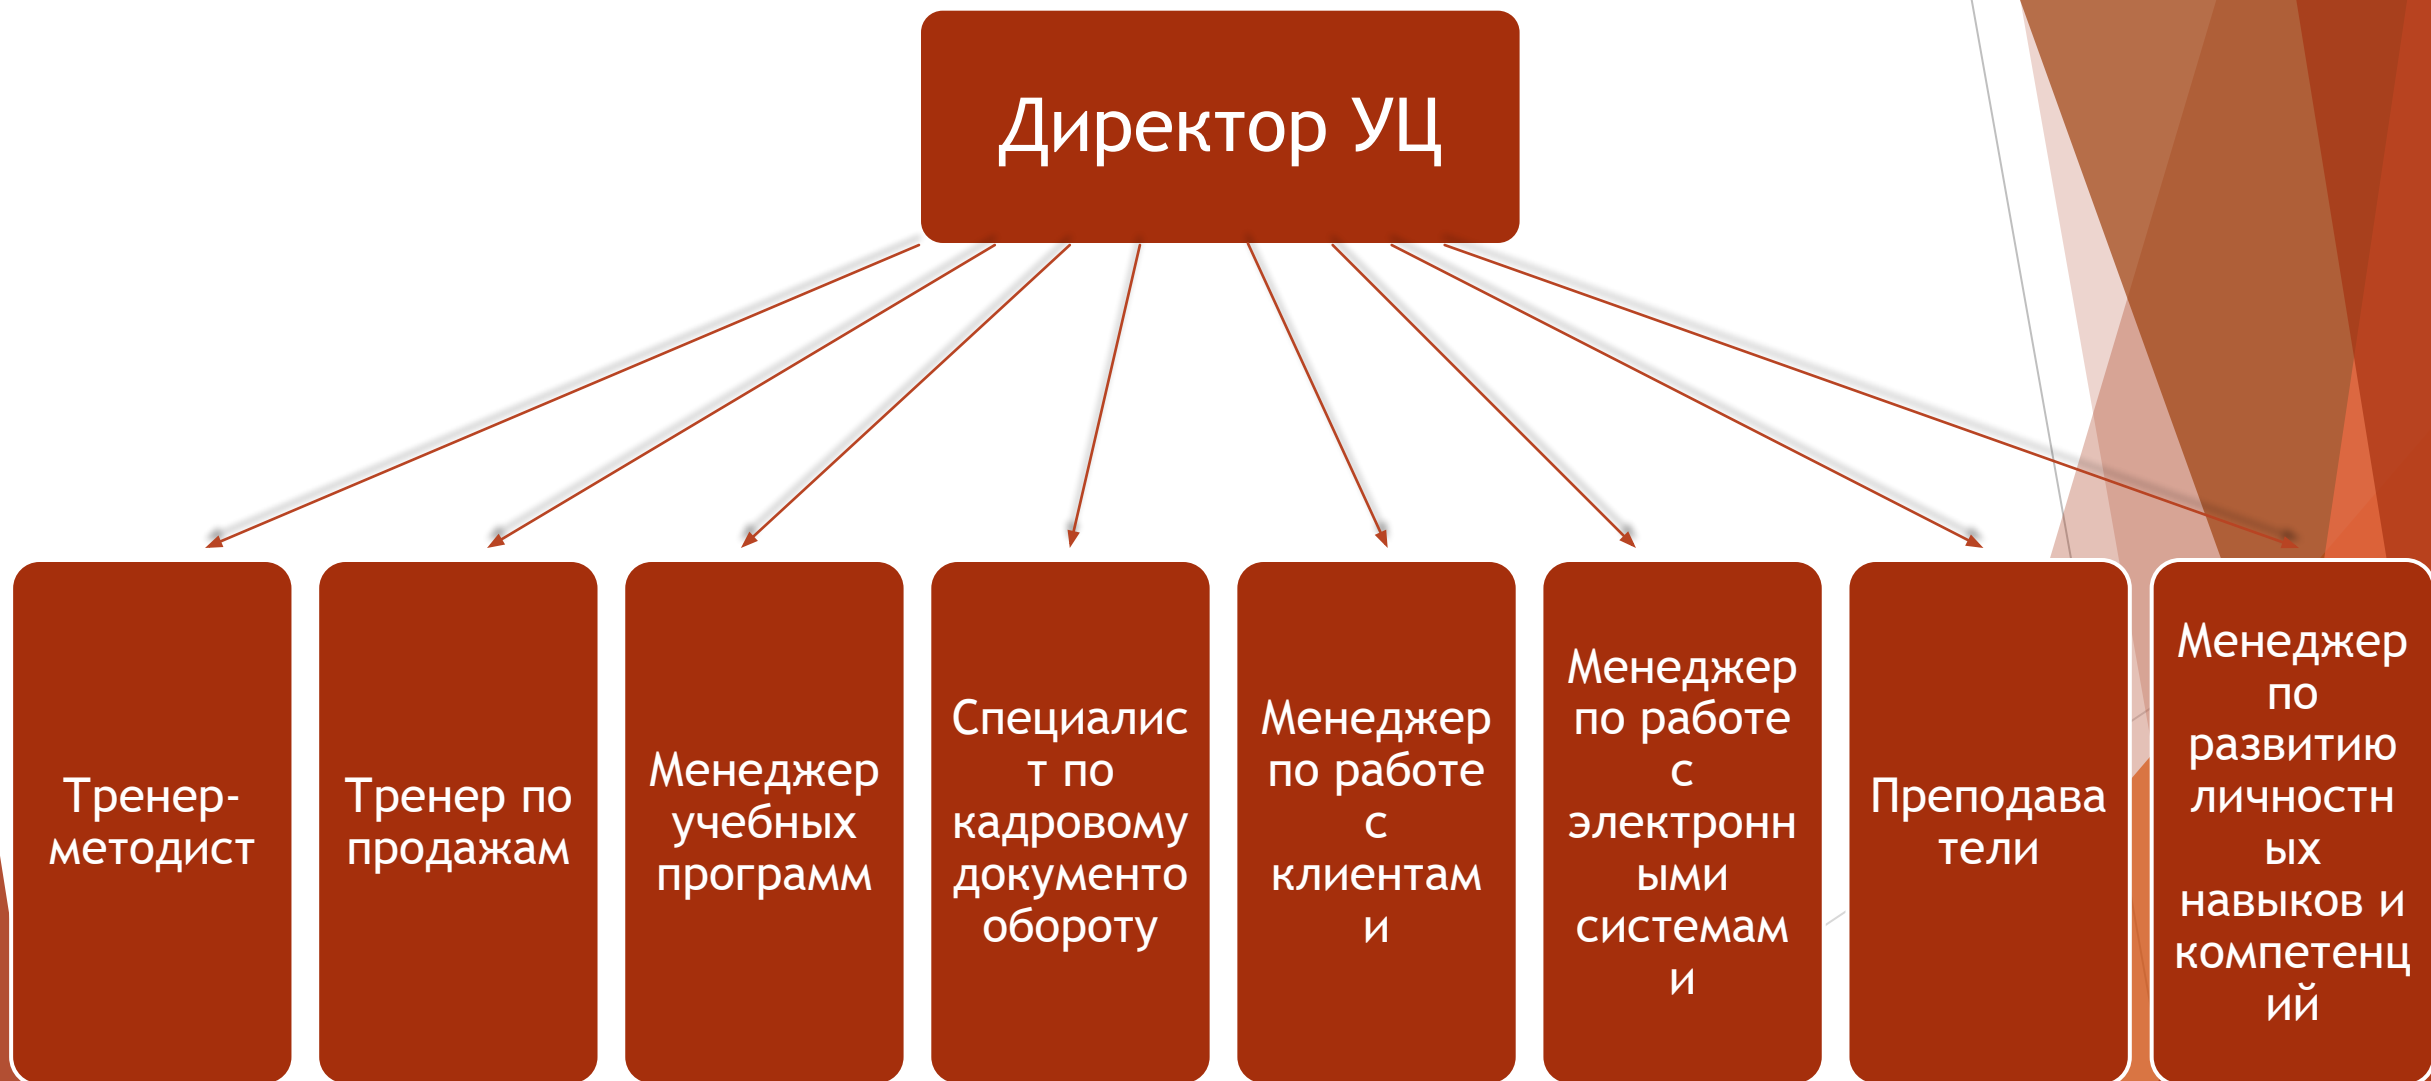 Директор УЦ
Тренер-
методист
Тренер по
продажам
Менеджер
учебных
программ
Специалис
т по
кадровому
документо
обороту
Менеджер
по работе
с
клиентам
и
Менеджер
по работе
с
электронн
ыми
системам
и
Преподава
тели
Менеджер
по
развитию
личностн
ых
навыков и
компетенц
ий